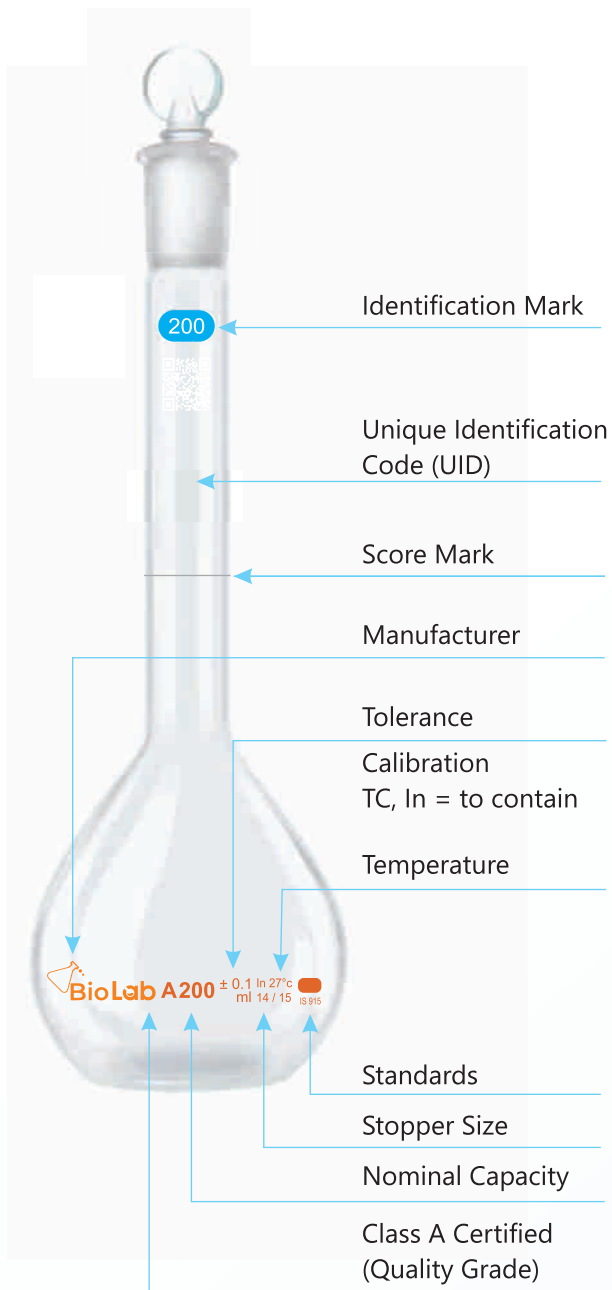 200
Identification Mark
Unique Identification
Code (UID)
Score Mark
Manufacturer
Tolerance
Calibration
TC, In = to contain
Temperature
BioLab A200 ± 0.1 ml In 27°c 14 / 15 IS 915
Standards
Stopper Size
Nominal Capacity
Class A Certified
(Quality Grade)